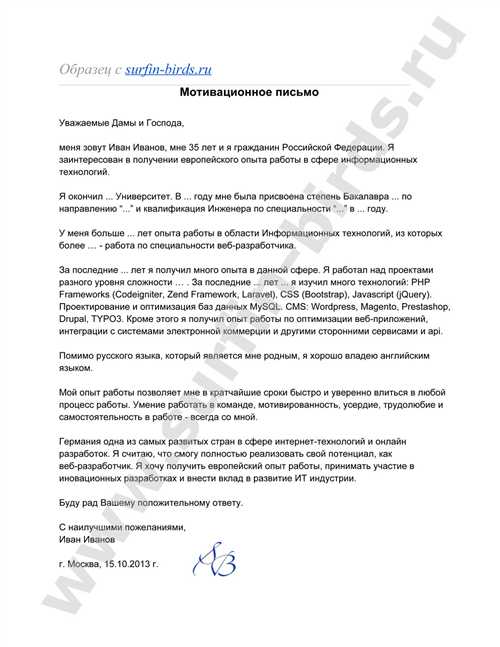 Образец с surfin-birds.ru
Мотивационное письмо
Уважаемые Дамы и Господа,
меня зовут Иван Иванов, мне 35 лет и я гражданин Российской Федерации. Я
заинтересован в получении европейского опыта работы в сфере информационных
технологий.
Я окончил ... Университет. В ... году мне была присвоена степень Бакалавра ... по
направлению “...” и квалификация Инженера по специальности “...” в ... году.
У меня больше ... лет опыта работы в области Информационных технологий, из которых
более … - работа по специальности веб-разработчика.
За последние ... лет я получил много опыта в данной сфере. Я работал над проектами
разного уровня сложности … . За последние ... лет ... я изучил много технологий: PHP
Frameworks (Codeigniter, Zend Framework, Laravel), CSS (Bootstrap), Javascript (jQuery).
Проектирование и оптимизация баз данных MySQL. CMS: Wordpress, Magento, Prestashop,
Drupal, TYPO3. Кроме этого я получил опыт работы по оптимизации веб-приложений,
интеграции с системами электронной коммерции и другими сторонними сервисами и api.
Помимо русского языка, который является мне родным, я хорошо владею английским
языком.
Мой опыт работы позволяет мне в кратчайшие сроки быстро и уверенно влиться в любой
процесс работы. Умение работать в команде, мотивированность, усердие, трудолюбие и
самостоятельность в работе - всегда со мной.
Германия одна из самых развитых стран в сфере интернет-технологий и онлайн
разработок. Я считаю, что смогу полностью реализовать свой потенциал, как
веб-разработчик. Я хочу получить европейский опыт работы, принимать участие в
иновационных разработках и внести вклад в развитие ИТ индустрии.
Буду рад Вашему положительному ответу.
С наилучшими пожеланиями,
Иван Иванов
г. Москва, 15.10.2013 г.
www.surfin-birds.ru